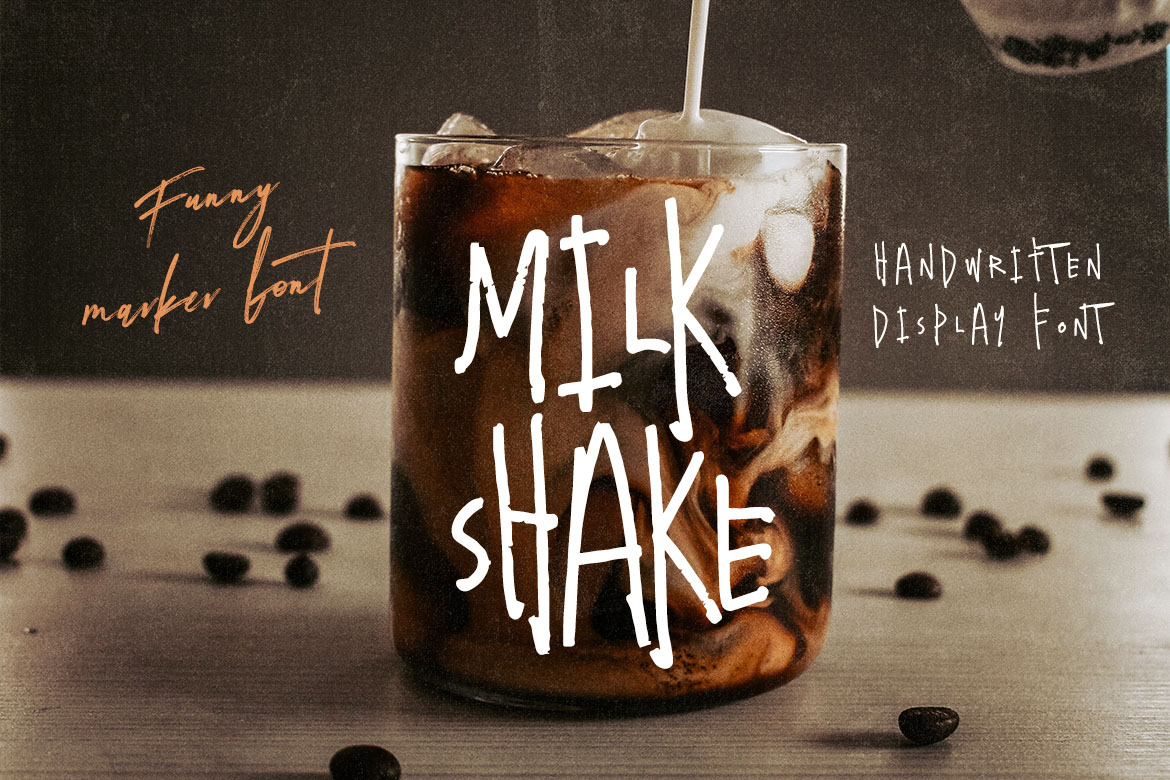 Funny
marker font
MILK
SHAKE
HANDWRITTEN
DISPLAY FONT